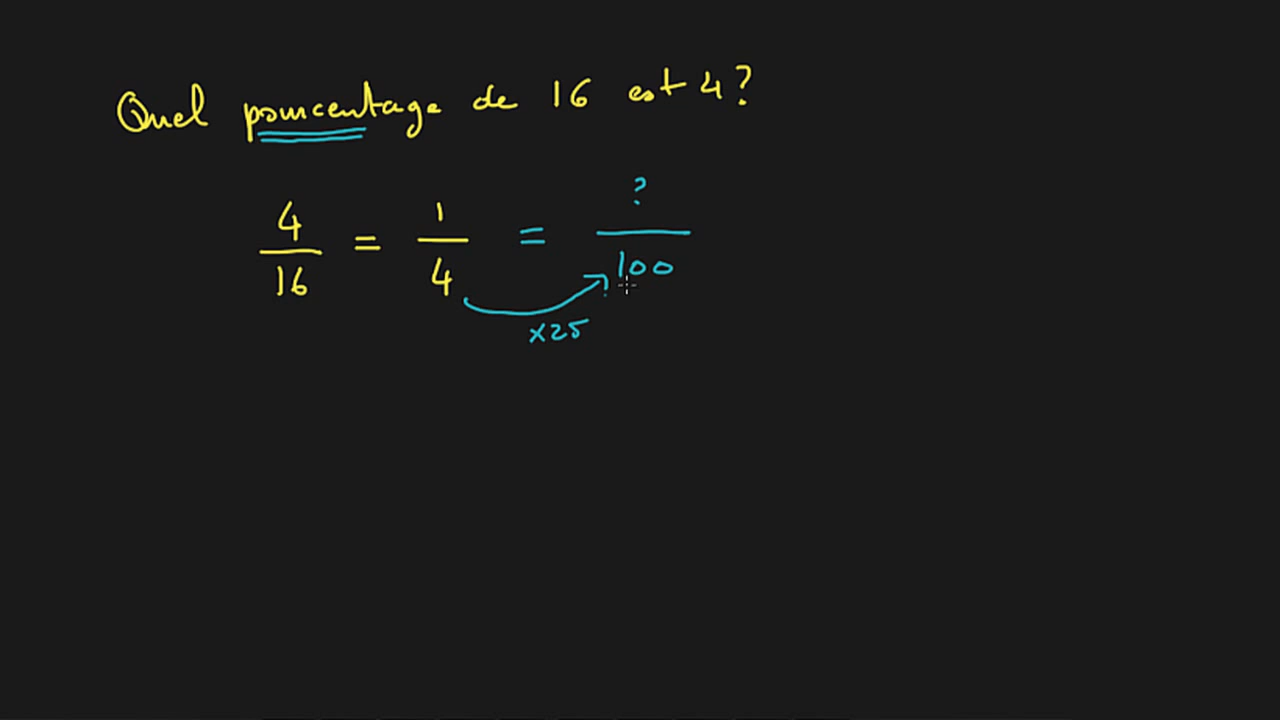 Quel pourcentage de 16 est 4?
4/16 = 1/4 = ?/100
x25